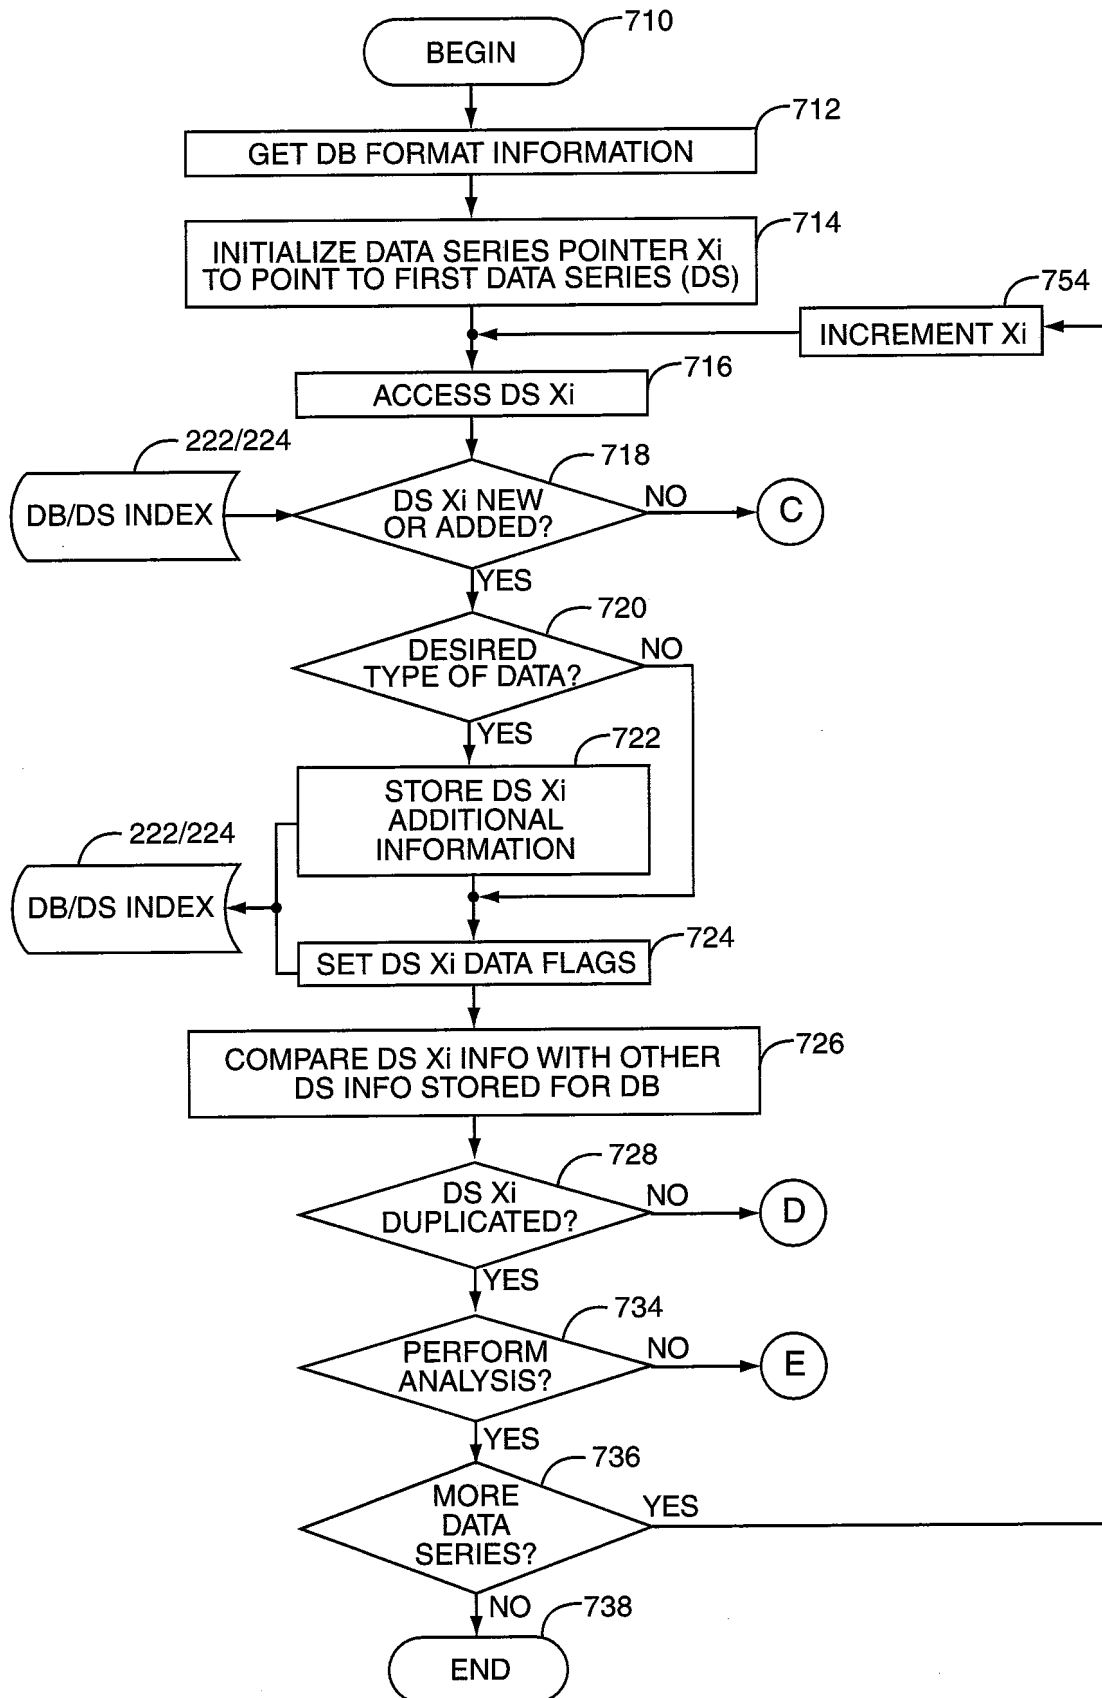 710
BEGIN
712
GET DB FORMAT INFORMATION
714
INITIALIZE DATA SERIES POINTER Xi
TO POINT TO FIRST DATA SERIES (DS)
754
INCREMENT Xi
716
ACCESS DS Xi
222/224
DB/DS INDEX
718
DS Xi NEW
OR ADDED?
NO
C
YES
720
DESIRED
TYPE OF DATA?
NO
YES
722
STORE DS Xi
ADDITIONAL
INFORMATION
222/224
DB/DS INDEX
724
SET DS Xi DATA FLAGS
726
COMPARE DS Xi INFO WITH OTHER
DS INFO STORED FOR DB
728
DS Xi
DUPLICATED?
NO
D
YES
734
PERFORM
ANALYSIS?
NO
E
YES
736
MORE
DATA
SERIES?
YES
NO
738
END